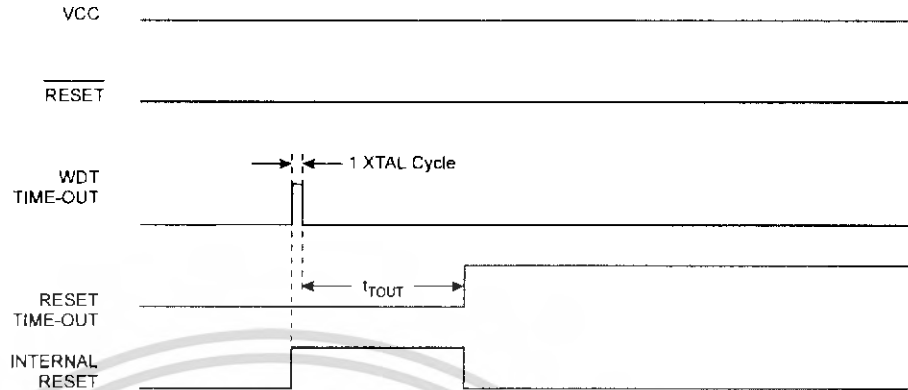 VCC
RESET
1 XTAL Cycle
WDT
TIME-OUT
tTOUT
RESET
TIME-OUT
INTERNAL
RESET